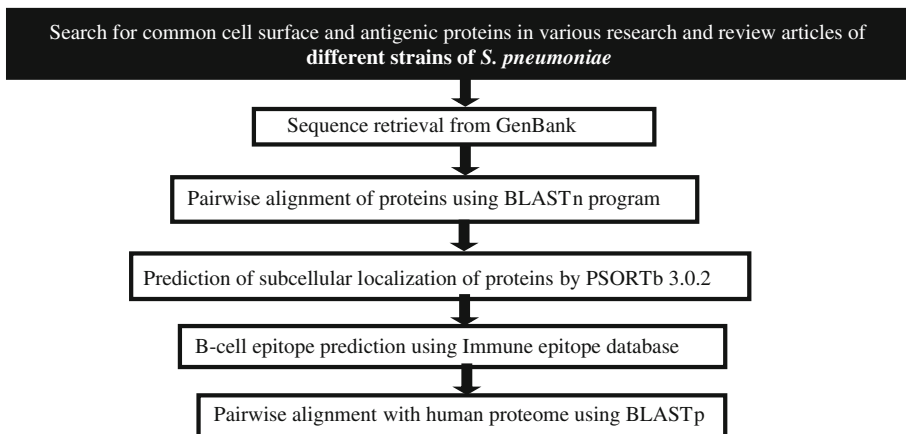 Search for common cell surface and antigenic proteins in various research and review articles of
different strains of S. pneumoniae
Sequence retrieval from GenBank
Pairwise alignment of proteins using BLASTn program
Prediction of subcellular localization of proteins by PSORTb 3.0.2
B-cell epitope prediction using Immune epitope database
Pairwise alignment with human proteome using BLASTp